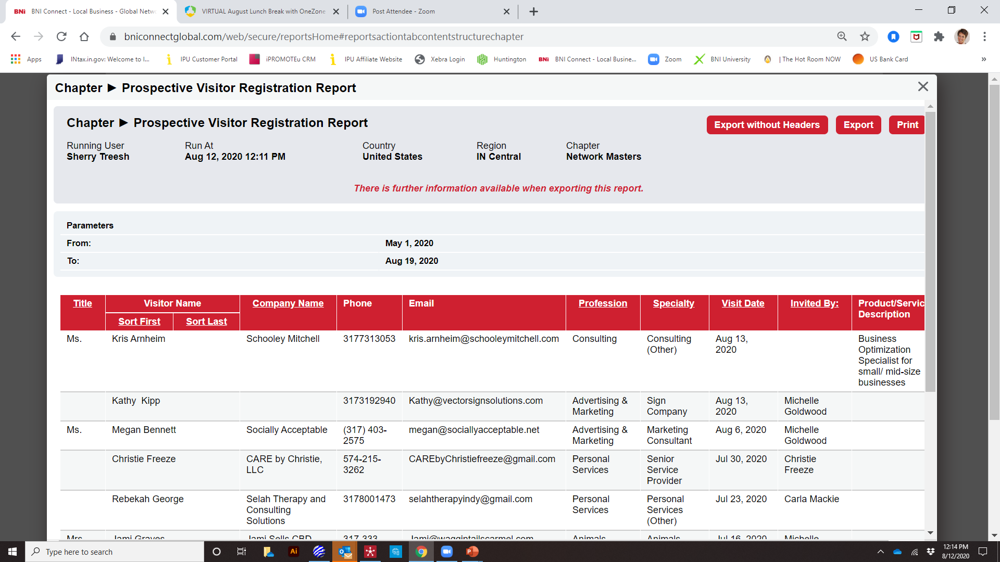 BNI BNI Connect - Local Business - Global Netw
VIRTUAL August Lunch Break with OneZone
Post Attendee - Zoom
bniconnectglobal.com/web/secure/reportsHome#reportsactiontabcontentstructurechapter
Apps
INtax.in.gov: Welcome to I...
IPU Customer Portal
iPROMOTEu CRM
IPU Affiliate Website
Xebra Login
Huntington
BNI BNI Connect - Local Busine...
Zoom
BNI University
| The Hot Room NOW
US Bank Card
»
Chapter ► Prospective Visitor Registration Report
Chapter ► Prospective Visitor Registration Report
Export without Headers Export Print
Running User Run At Country Region Chapter
Sherry Treesh Aug 12, 2020 12:11 PM United States IN Central Network Masters
There is further information available when exporting this report.
Parameters
From: May 1, 2020
To: Aug 19, 2020
Title Visitor Name Company Name Phone Email Profession Specialty Visit Date Invited By: Product/Servic
Description
Sort First Sort Last
Ms. Kris Arnheim Schooley Mitchell 3177313053 kris.arnheim@schooleymitchell.com Consulting Consulting Aug 13, Business
(Other) 2020 Optimization
Specialist for
small/ mid-size
businesses
Kathy Kipp 3173192940 Kathy@vectorsignsolutions.com Advertising & Sign Aug 13, Michelle
Marketing Company 2020 Goldwood
Ms. Megan Bennett Socially Acceptable (317) 403- megan@sociallyacceptable.net Advertising & Marketing Aug 6, 2020 Michelle
2575 Marketing Consultant Goldwood
Christie Freeze CARE by Christie, 574-215- CAREbyChristiefreeze@gmail.com Personal Senior Jul 30, 2020 Christie
LLC 3262 Services Service Freeze
Provider
Rebekah George Selah Therapy and 3178001473 selahtherapyindy@gmail.com Personal Personal Jul 23, 2020 Carla Mackie
Consulting Services Services
Solutions (Other)
Mrs. Jami Graves Jami Sells CBD 317-333- Jami@waggintailscarmel.com Animals Animals Jul 16, 2020 Michelle
Type here to search
Ai
12:14 PM
8/12/2020